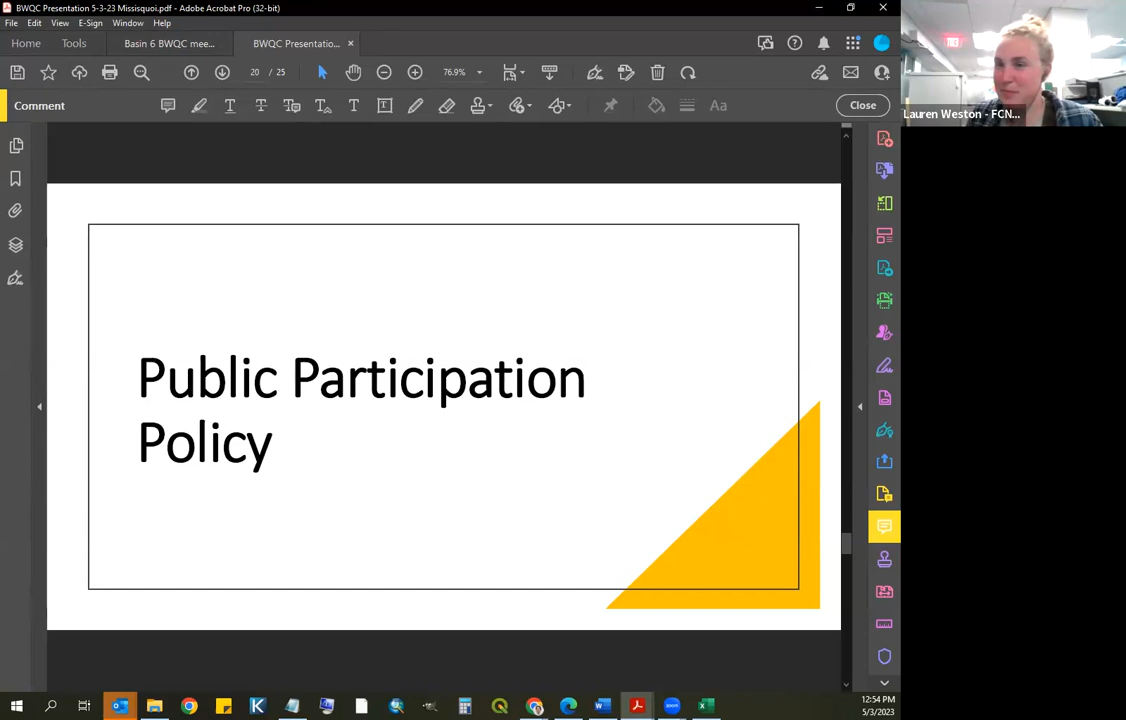 BWQC Presentation 5-3-23 Missisquoi.pdf - Adobe Acrobat Pro (32-bit)
File Edit View E-Sign Window Help
Home Tools Basin 6 BWQC mee... BWQC Presentatio... ×
20 / 25 76.9%
Comment Aa Close
Lauren Weston - FCN...
Public Participation
Policy
zoom
12:54 PM
5/3/2023